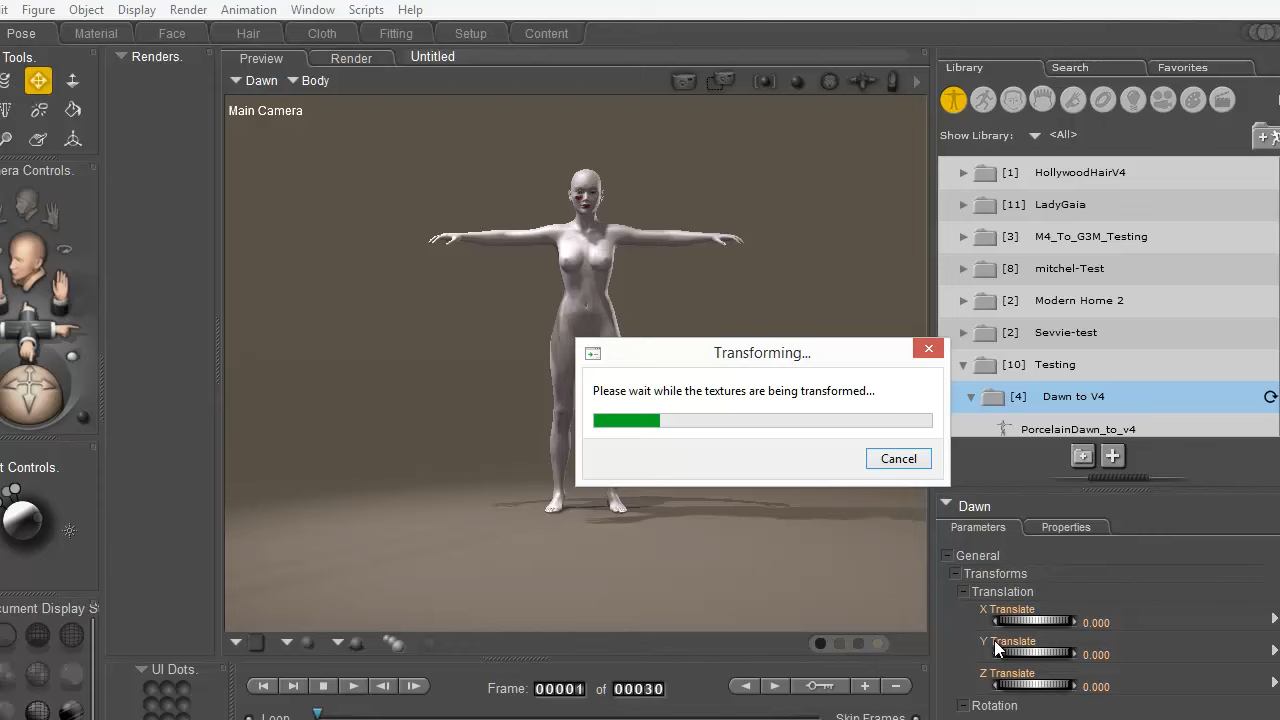 it Figure Object Display Render Animation Window Scripts Help
Pose Material Face Hair Cloth Fitting Setup Content
Tools.
Renders.
Preview Render Untitled
Dawn Body
Main Camera
era Controls.
t Controls.
cument Display S
UI Dots.
Transforming...
Please wait while the textures are being transformed...
Cancel
Library Search Favorites
Show Library: <All>
[1] HollywoodHairV4
[11] LadyGaia
[3] M4_To_G3M_Testing
[8] mitchel-Test
[2] Modern Home 2
[2] Sevvie-test
[10] Testing
[4] Dawn to V4
PorcelainDawn_to_v4
Dawn
Parameters Properties
General
Transforms
Translation
X Translate
0.000
Y Translate
0.000
Z Translate
0.000
Rotation
Frame: 00001 of 00030
Loop
Skip Frames